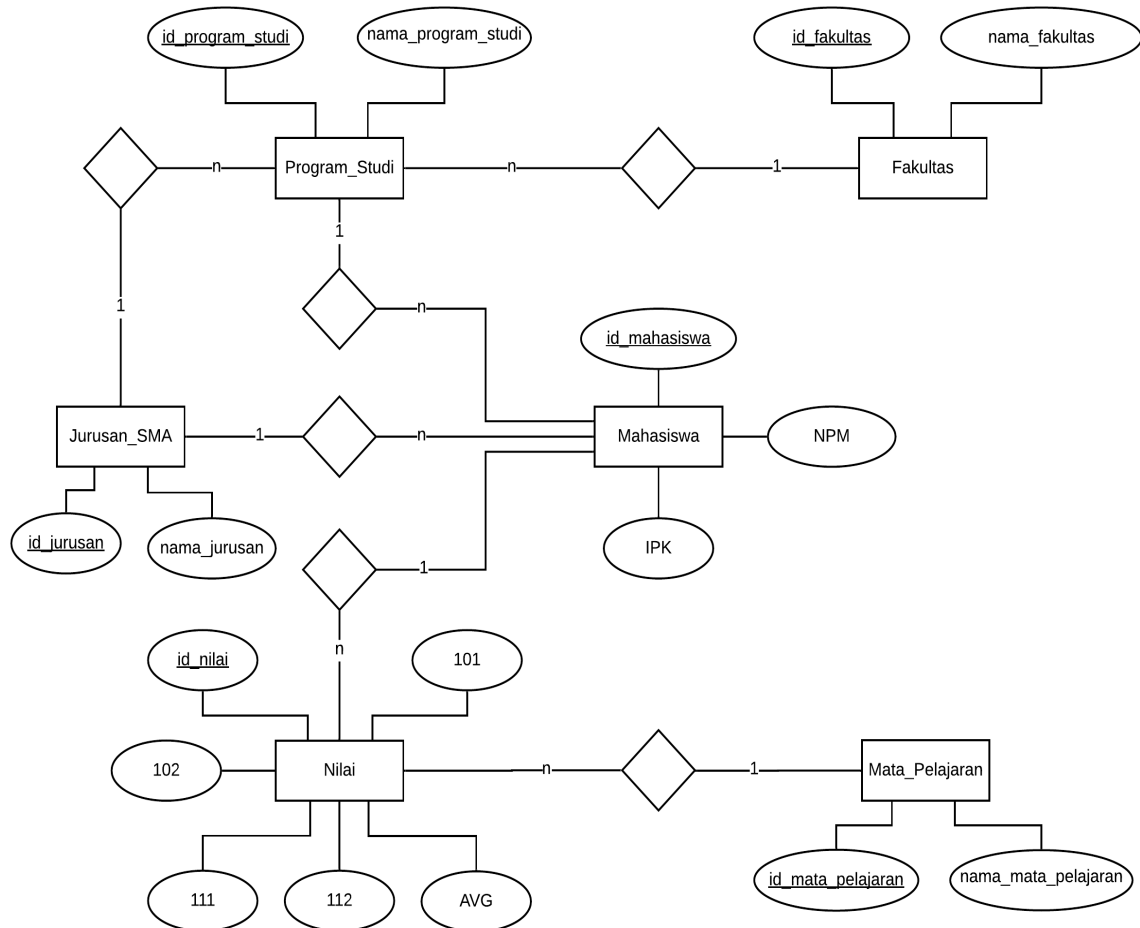 id_program_studi
nama_program_studi
id_fakultas
nama_fakultas
n
Program_Studi
n
1
Fakultas
1
1
n
id_mahasiswa
Jurusan_SMA
1
n
Mahasiswa
NPM
id_jurusan
nama_jurusan
IPK
1
n
id_nilai
101
102
Nilai
n
1
Mata_Pelajaran
111
112
AVG
id_mata_pelajaran
nama_mata_pelajaran